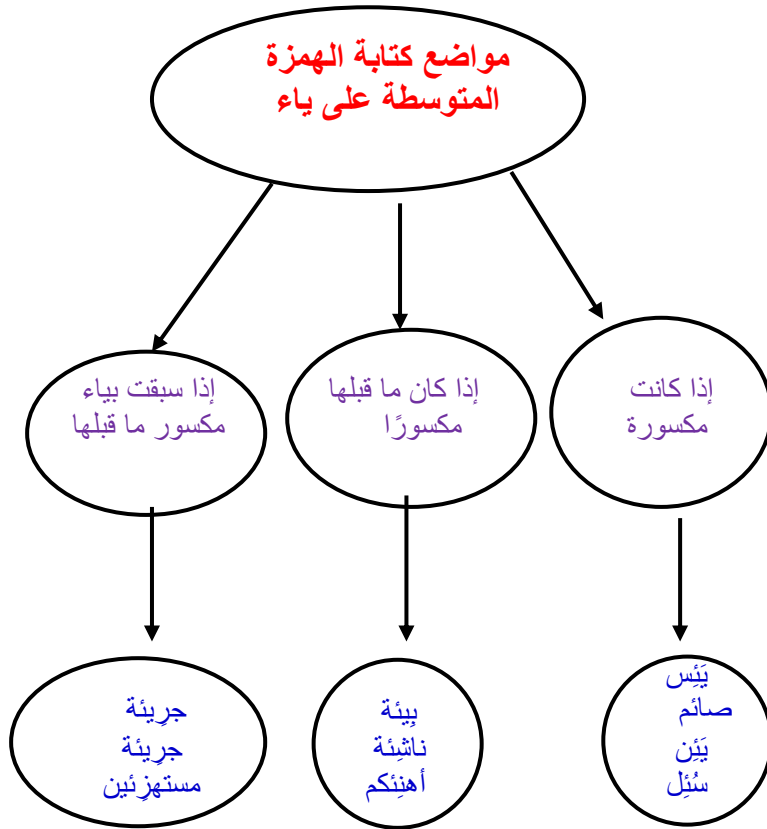 مواضع كتابة الهمزة
المتوسطة على ياء
إذا كانت
مكسورة
إذا كان ما قبلها
مكسورًا
إذا سبقت بياء
مكسور ما قبلها
يَئِس
صائم
يَئِن
سُئِل
بِيئة
ناشِئة
أهنِئكم
جرِيئة
جرِيئة
مستهزِئين